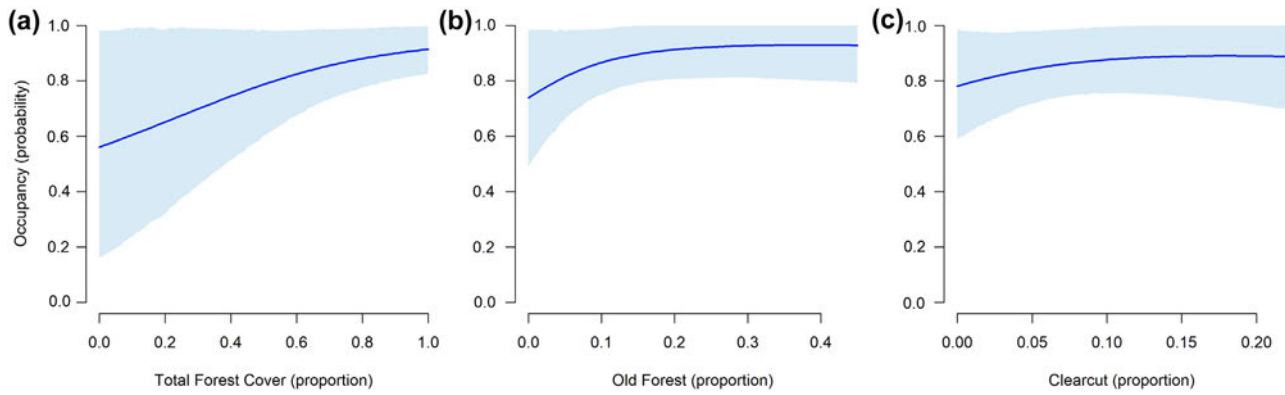 (a)
Occupancy (probability)
1.0
0.8
0.6
0.4
0.2
0.0
0.0 0.2 0.4 0.6 0.8 1.0
Total Forest Cover (proportion)
(b)
1.0
0.8
0.6
0.4
0.2
0.0
0.0 0.1 0.2 0.3 0.4
Old Forest (proportion)
(c)
1.0
0.8
0.6
0.4
0.2
0.0
0.00 0.05 0.10 0.15 0.20
Clearcut (proportion)